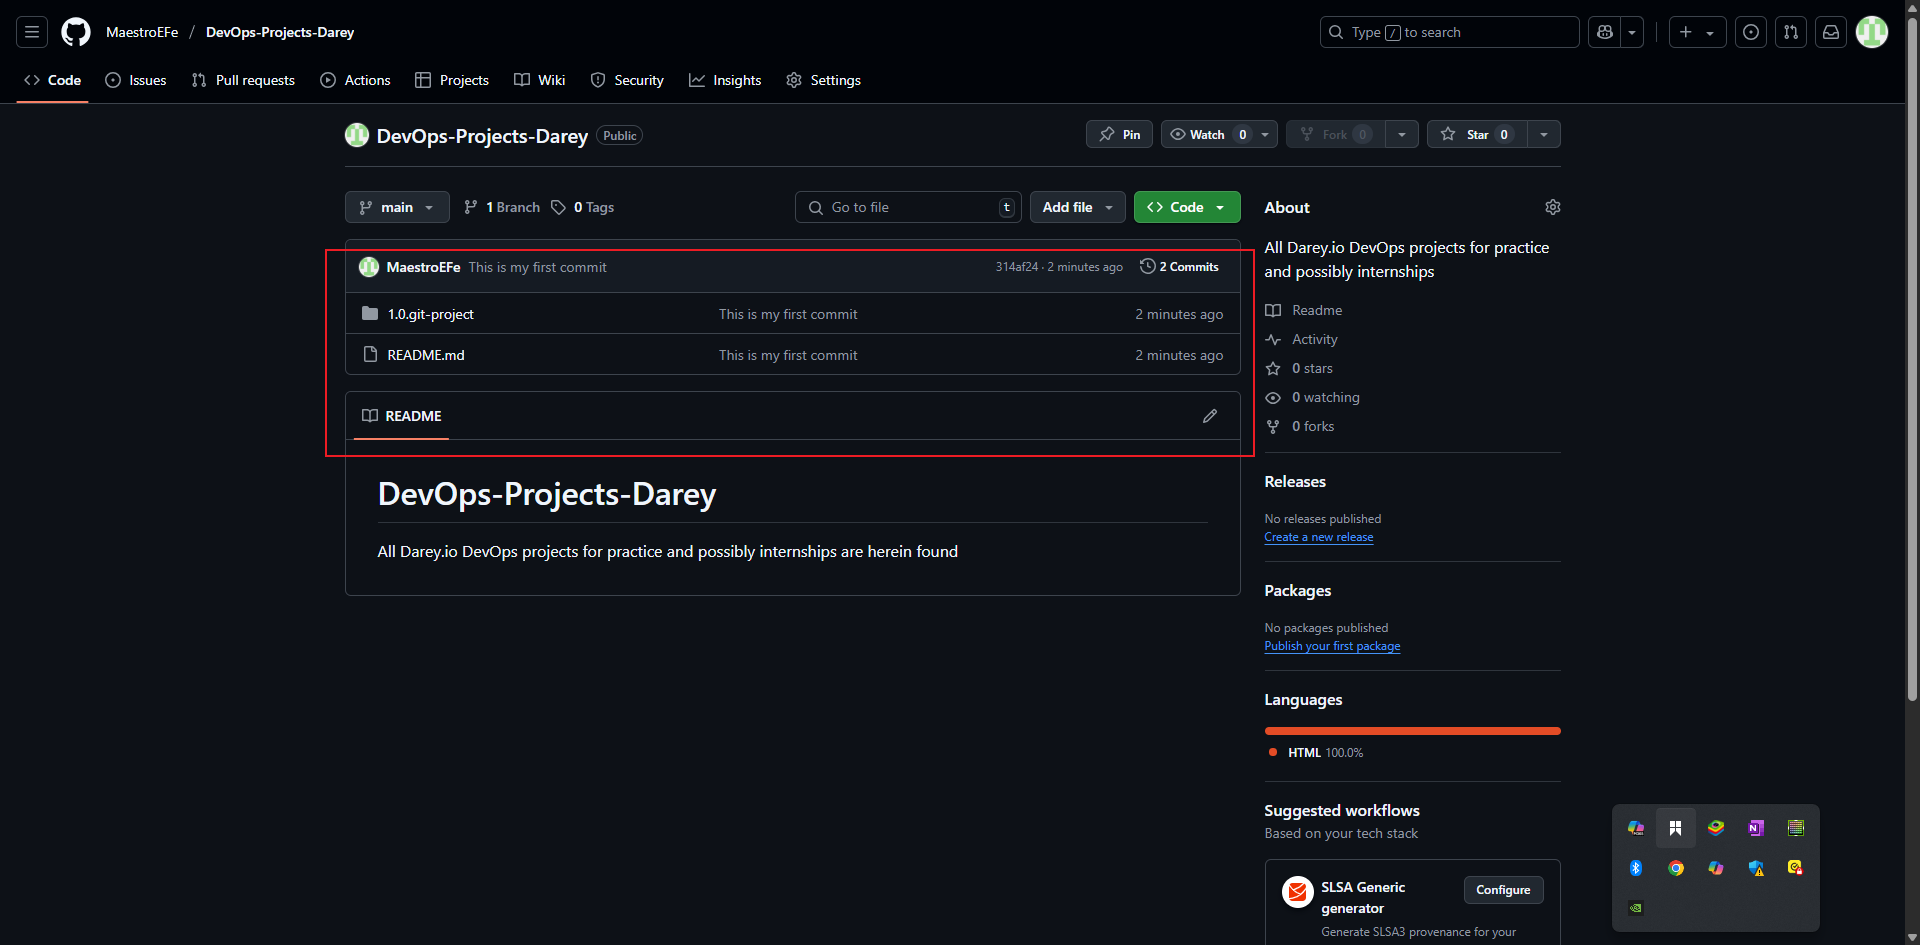 MaestroEFe / DevOps-Projects-Darey
Type / to search
Code Issues Pull requests Actions Projects Wiki Security Insights Settings
DevOps-Projects-Darey Public
Pin Watch 0 Fork 0 Star 0
main 1 Branch 0 Tags
Go to file t Add file Code
MaestroEFe This is my first commit 314af24 · 2 minutes ago 2 Commits
1.0.git-project This is my first commit 2 minutes ago
README.md This is my first commit 2 minutes ago
README
DevOps-Projects-Darey
All Darey.io DevOps projects for practice and possibly internships are herein found
About
All Darey.io DevOps projects for practice
and possibly internships
Readme
Activity
0 stars
0 watching
0 forks
Releases
No releases published
Create a new release
Packages
No packages published
Publish your first package
Languages
HTML 100.0%
Suggested workflows
Based on your tech stack
SLSA Generic
generator
Configure
Generate SLSA3 provenance for your